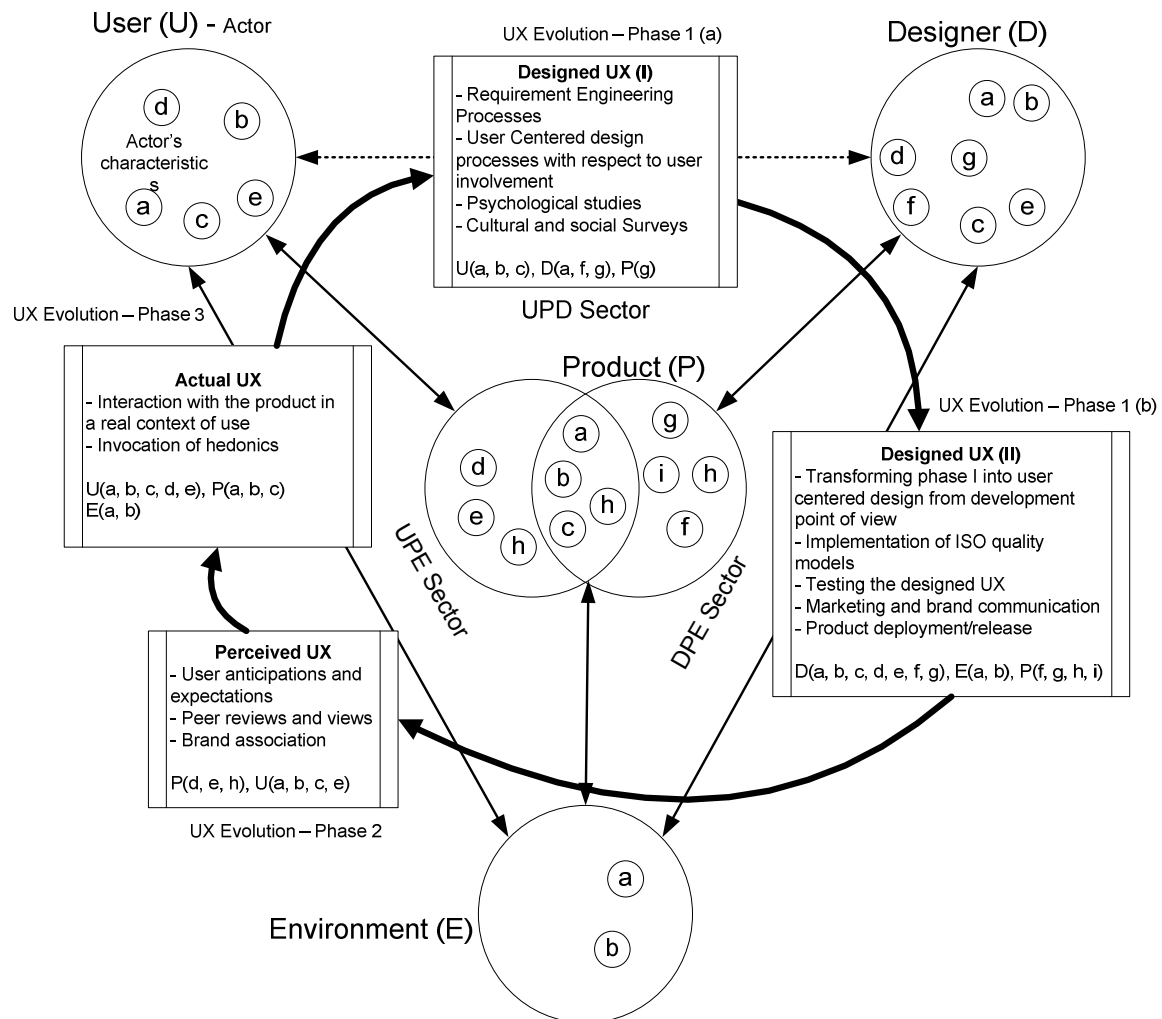 User (U) - Actor
UX Evolution – Phase 1 (a)
Designer (D)
d
b
Actor's
characteristic
s
a
c
e
Designed UX (I)
- Requirement Engineering
Processes
- User Centered design
processes with respect to user
involvement
- Psychological studies
- Cultural and social Surveys
U(a, b, c), D(a, f, g), P(g)
a
b
d
g
f
c
e
UPD Sector
UX Evolution – Phase 3
Actual UX
- Interaction with the product in
a real context of use
- Invocation of hedonics
U(a, b, c, d, e), P(a, b, c)
E(a, b)
Product (P)
d
e
h
a
b
h
c
g
i
h
f
UPE Sector
DPE Sector
UX Evolution – Phase 1 (b)
Designed UX (II)
- Transforming phase I into user
centered design from development
point of view
- Implementation of ISO quality
models
- Testing the designed UX
- Marketing and brand communication
- Product deployment/release
D(a, b, c, d, e, f, g), E(a, b), P(f, g, h, i)
Perceived UX
- User anticipations and
expectations
- Peer reviews and views
- Brand association
P(d, e, h), U(a, b, c, e)
UX Evolution – Phase 2
Environment (E)
a
b